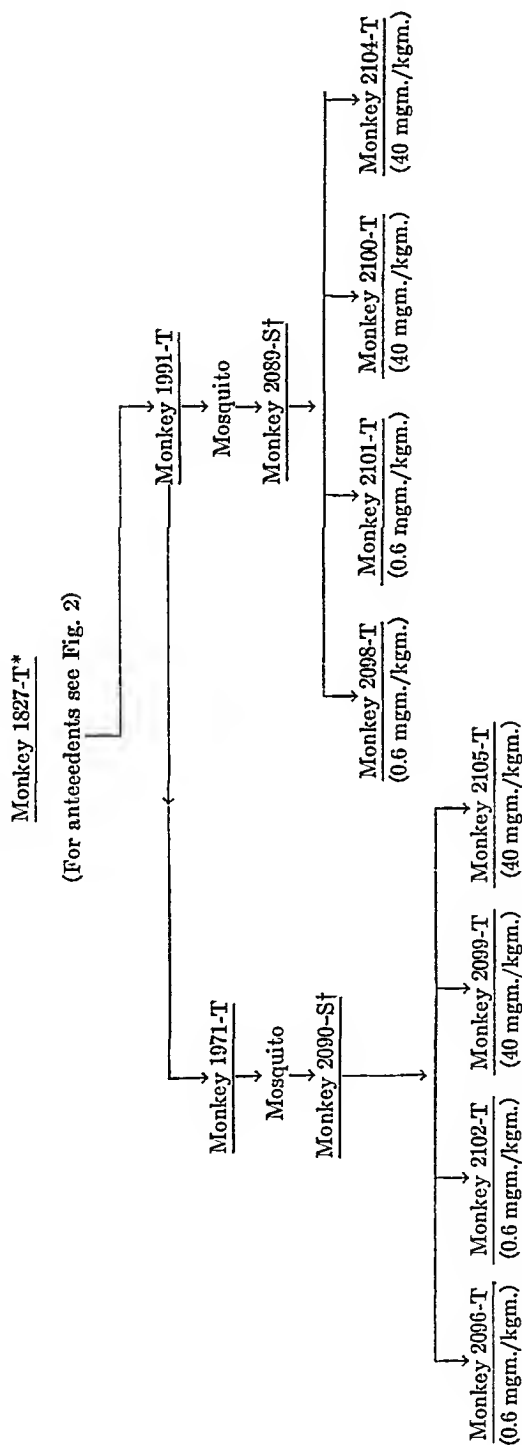 Monkey 1827-T*
(For antecedents see Fig. 2)
Monkey 1991-T
Mosquito
Monkey 2089-S†
Monkey 2098-T
(0.6 mgm./kgm.)
Monkey 2101-T
(0.6 mgm./kgm.)
Monkey 2100-T
(40 mgm./kgm.)
Monkey 2104-T
(40 mgm./kgm.)
Monkey 1971-T
Mosquito
Monkey 2090-S†
Monkey 2096-T
(0.6 mgm./kgm.)
Monkey 2102-T
(0.6 mgm./kgm.)
Monkey 2099-T
(40 mgm./kgm.)
Monkey 2105-T
(40 mgm./kgm.)